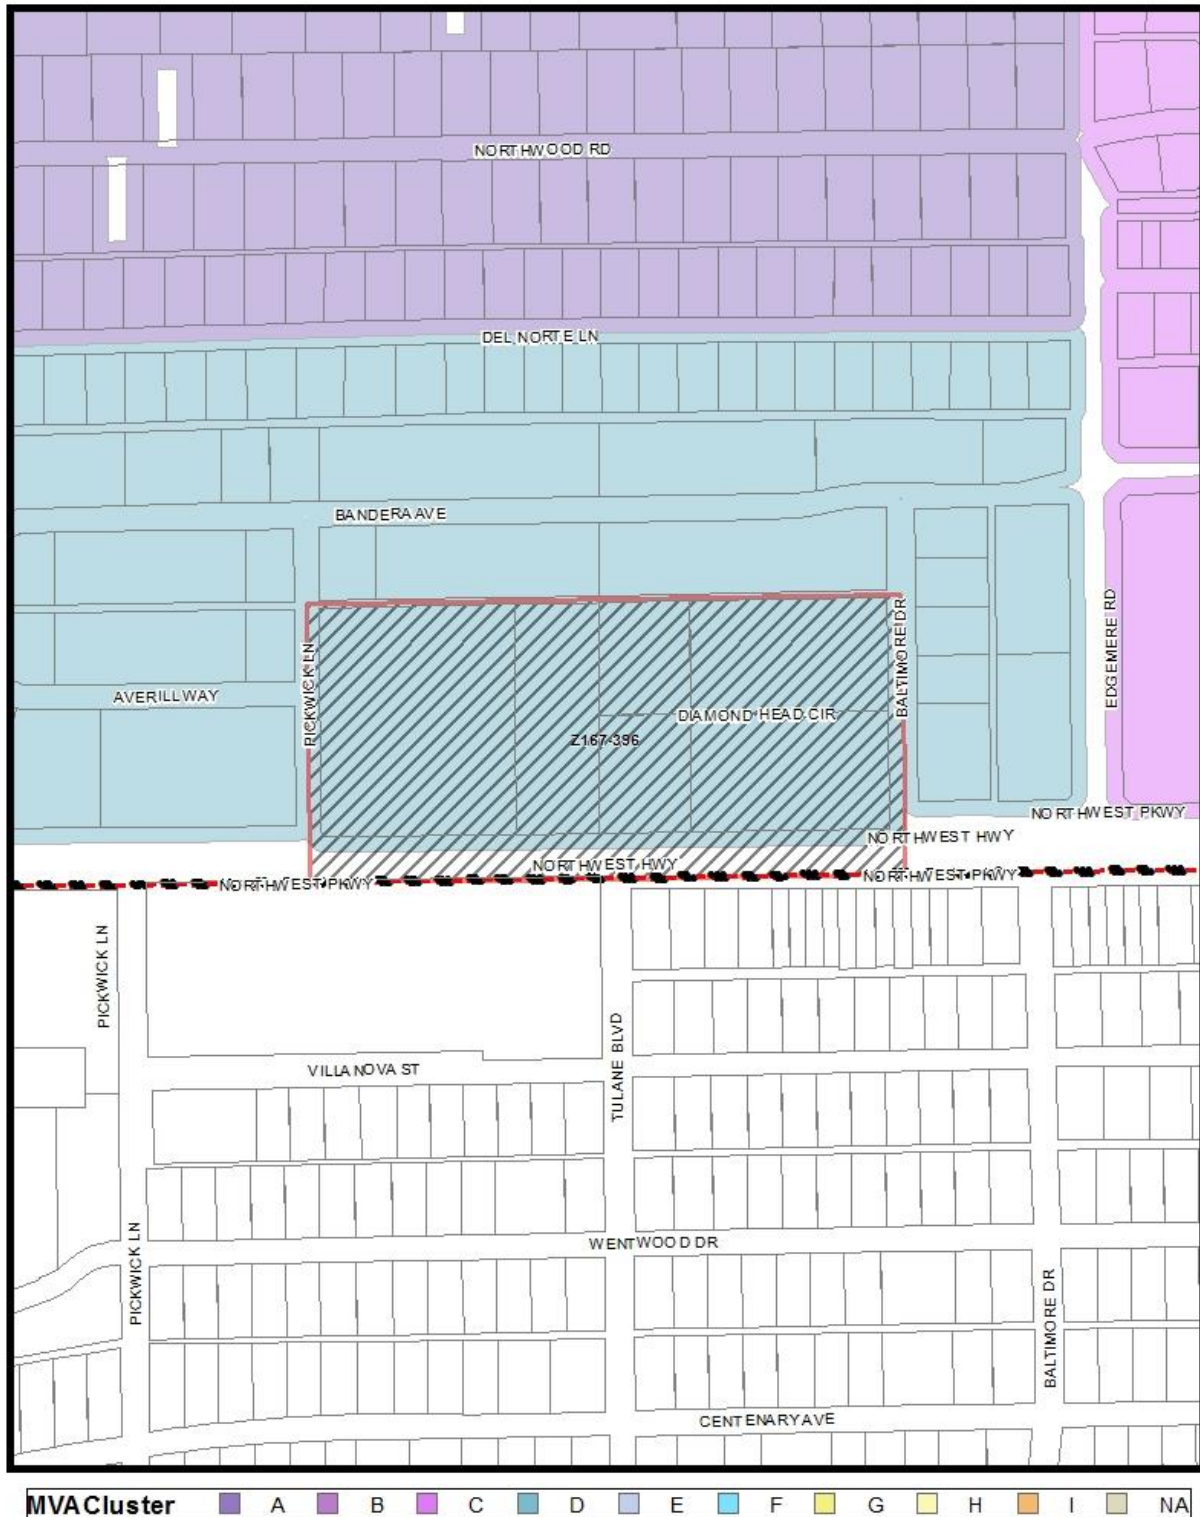 NORTHWOOD RD
DEL NORTE LN
BANDERA AVE
PICKWICK LN
BALTIMORE DR
EDGEMERE RD
AVERILL WAY
DIAMOND HEAD CIR
Z167-396
NORTHWEST PKWY
NORTHWEST HWY
NORTHWEST HWY
NORTHWEST PKWY
NORTHWEST PKWY
PICKWICK LN
TULANE BLVD
VILLANOVA ST
PICKWICK LN
WENTWOOD DR
BALTIMORE DR
CENTENARY AVE
MVA Cluster A B C D E F G H I NA